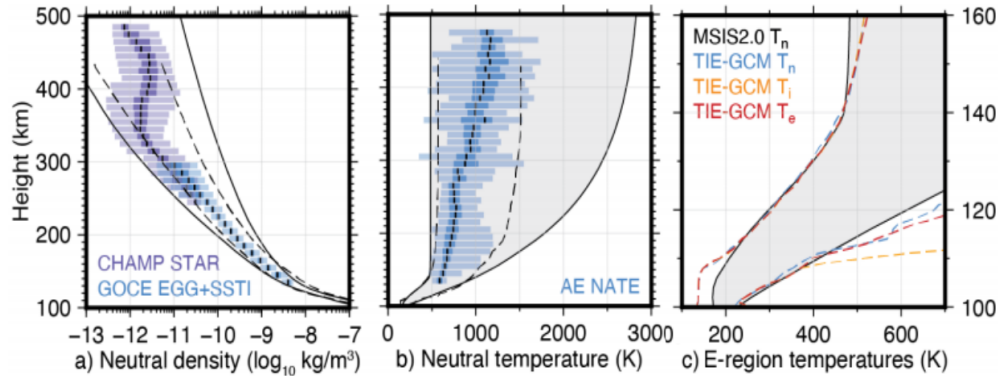 500
400
300
200
100
Height (km)
CHAMP STAR
GOCE EGG+SSTI
−13 −12 −11 −10 −9 −8 −7
a) Neutral density (log10 kg/m³)
AE NATE
0 1000 2000 3000
b) Neutral temperature (K)
MSIS2.0 Tn
TIE-GCM Tn
TIE-GCM Ti
TIE-GCM Te
160
140
120
100
200 400 600
c) E-region temperatures (K)